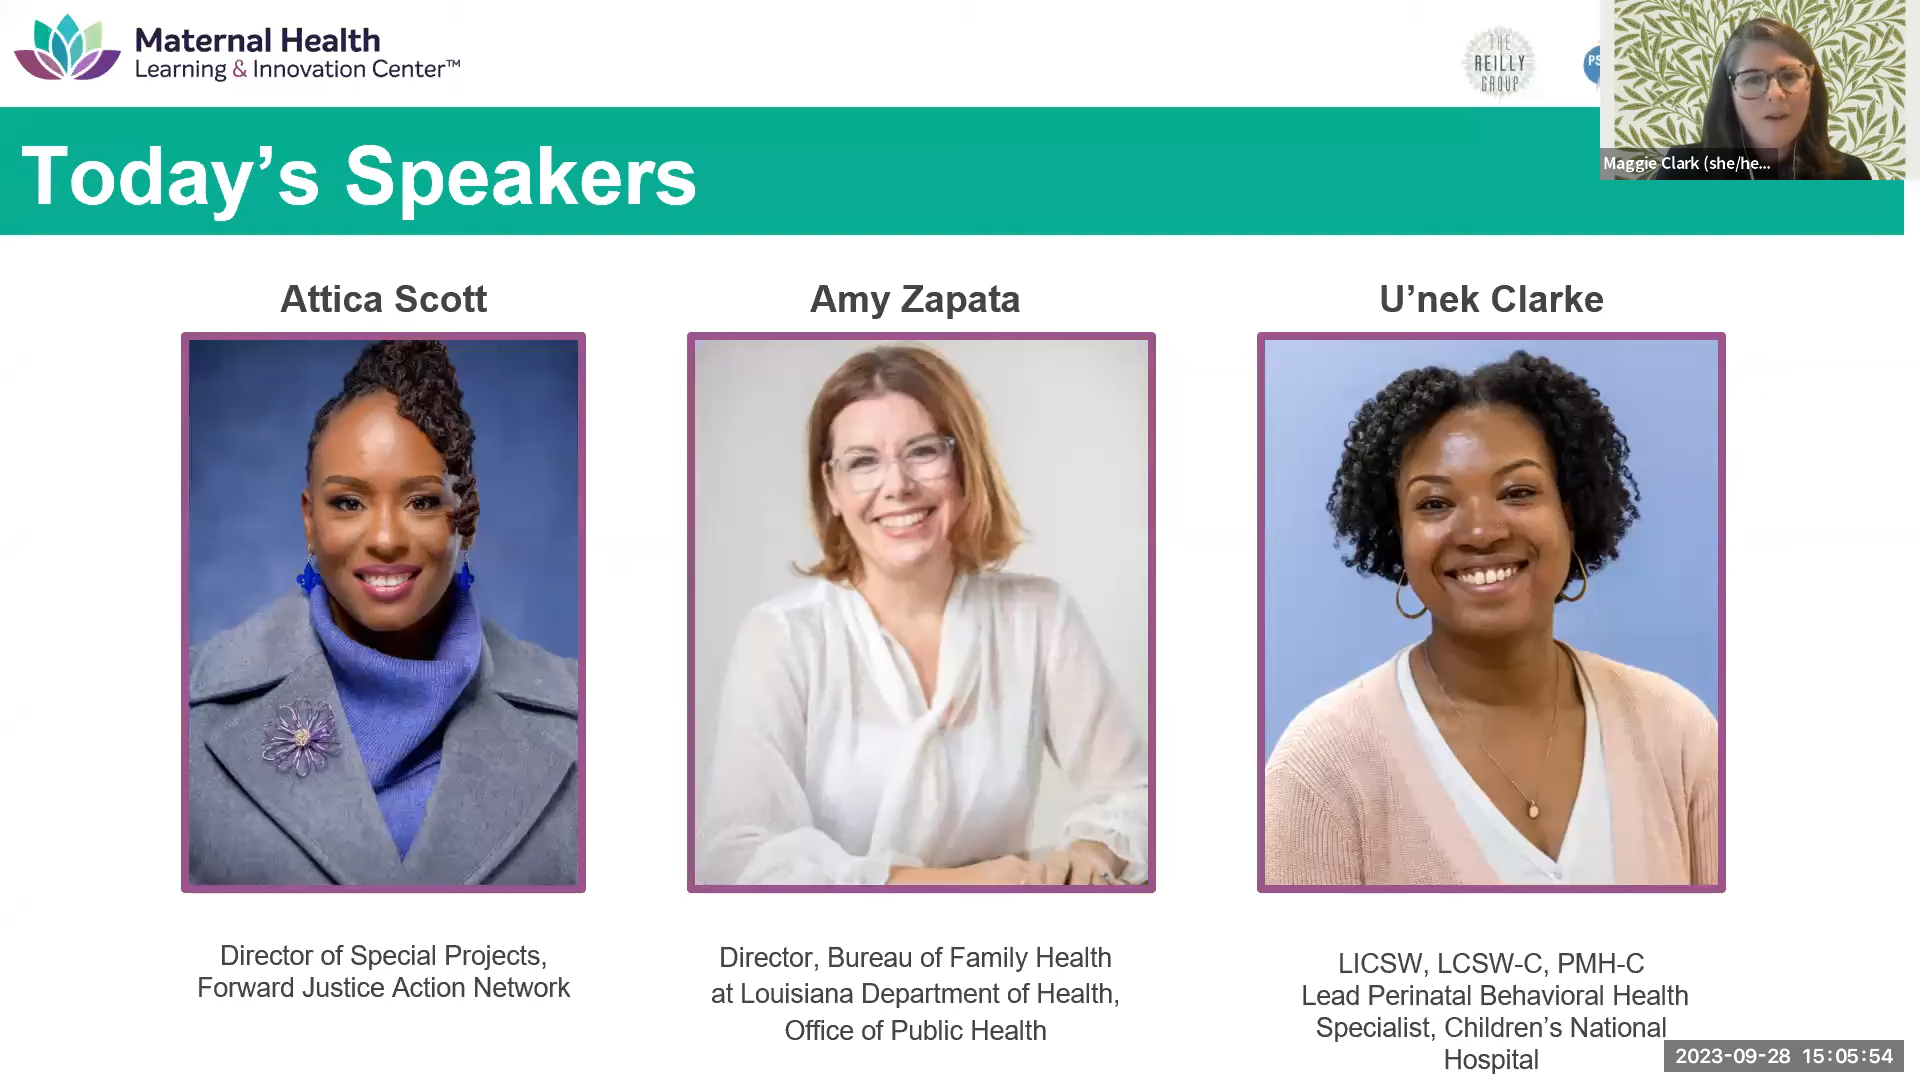 Maternal Health
Learning & Innovation Center™
THE
REILLY
GROUP
PS
Maggie Clark (she/he...
Today’s Speakers
Attica Scott
Amy Zapata
U’nek Clarke
Director of Special Projects,
Forward Justice Action Network
Director, Bureau of Family Health
at Louisiana Department of Health,
Office of Public Health
LICSW, LCSW-C, PMH-C
Lead Perinatal Behavioral Health
Specialist, Children’s National
Hospital
2023-09-28 15:05:54